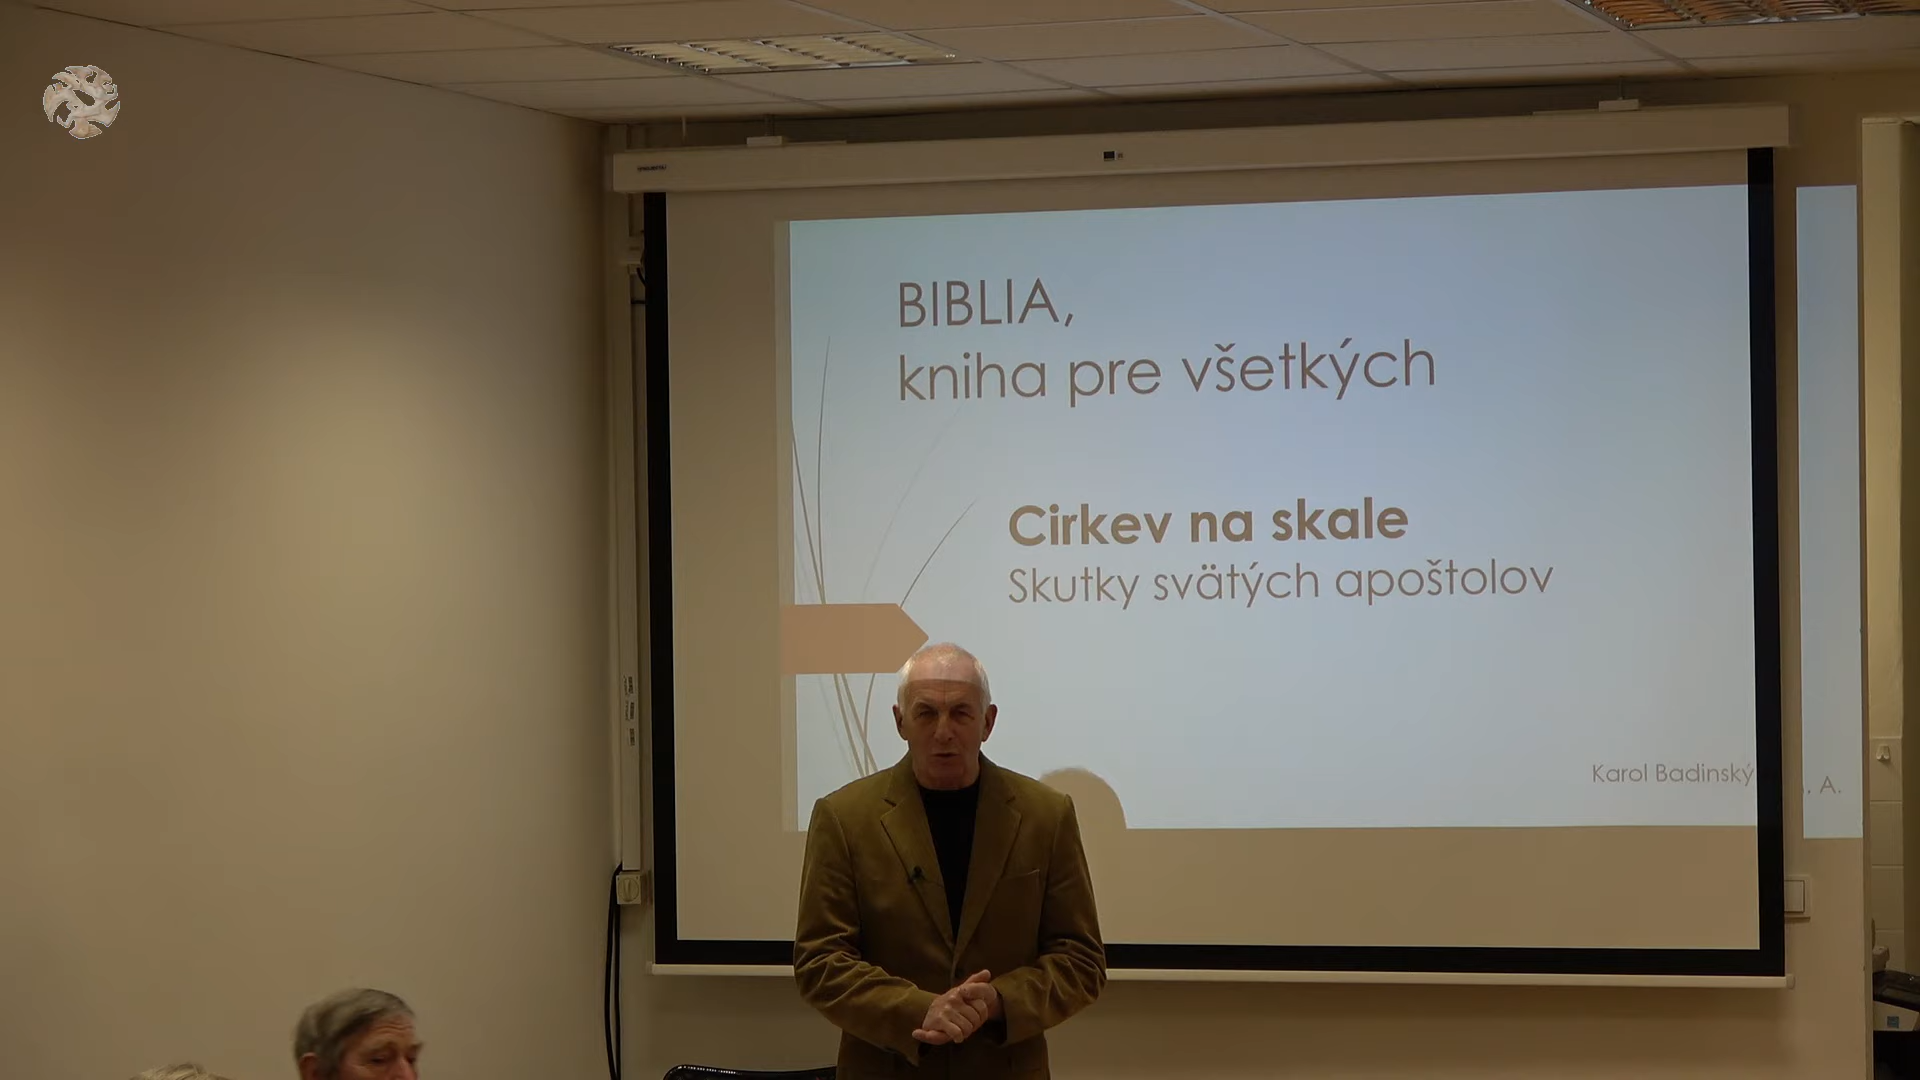 BIBLIA,
kniha pre všetkých
Cirkev na skale
Skutky svätých apoštolov
Karol Badinský
. A.